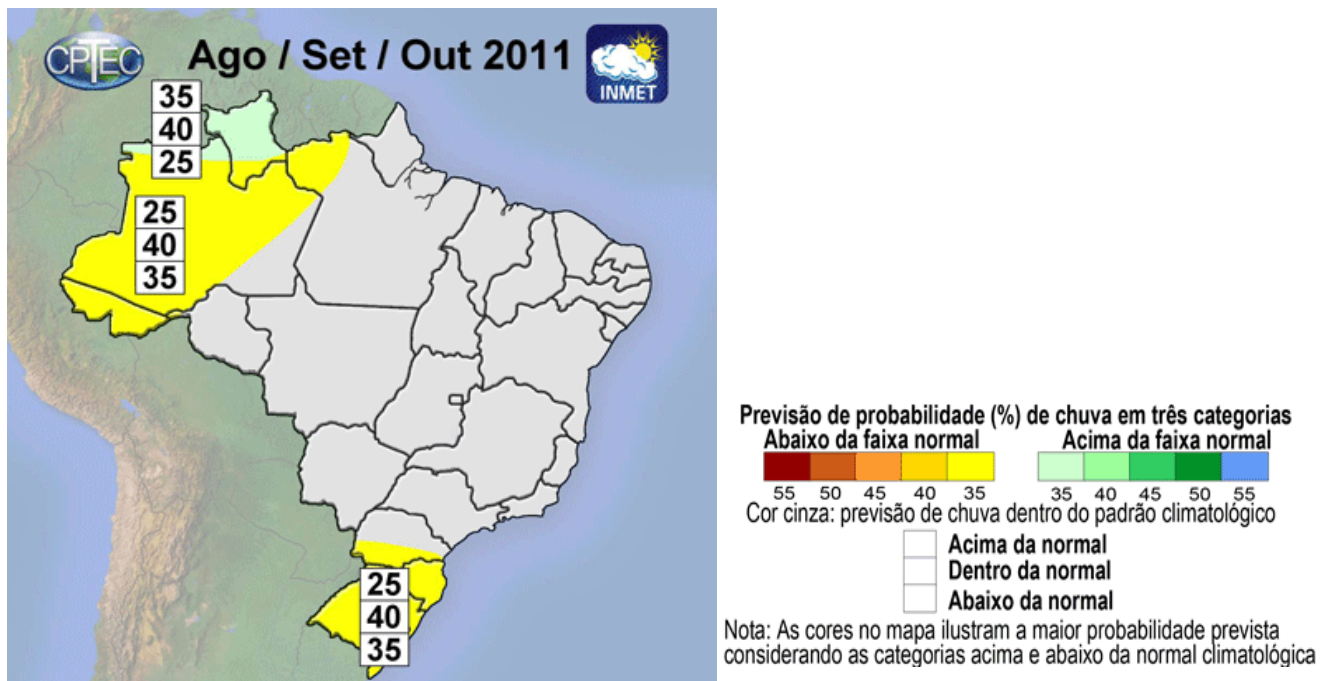 CPTEC
Ago / Set / Out 2011
INMET
35
40
25
25
40
35
25
40
35
Previsão de probabilidade (%) de chuva em três categorias
Abaixo da faixa normal Acima da faixa normal
55 50 45 40 35 35 40 45 50 55
Cor cinza: previsão de chuva dentro do padrão climatológico
Acima da normal
Dentro da normal
Abaixo da normal
Nota: As cores no mapa ilustram a maior probabilidade prevista
considerando as categorias acima e abaixo da normal climatológica